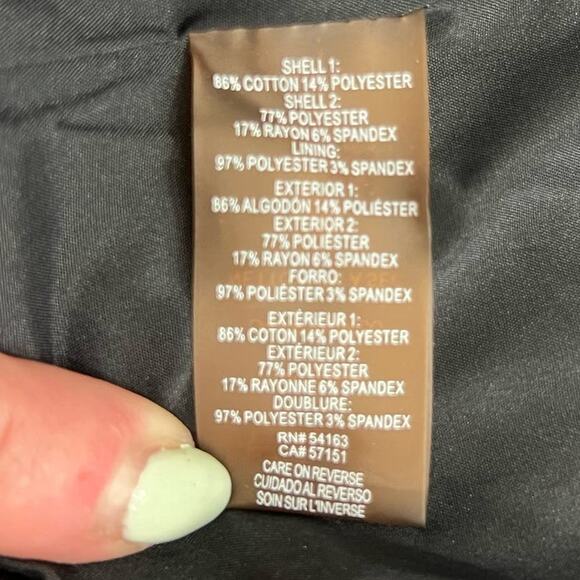 SHELL 1:
86% COTTON 14% POLYESTER
SHELL 2:
77% POLYESTER
17% RAYON 6% SPANDEX
LINING:
97% POLYESTER 3% SPANDEX
EXTERIOR 1:
86% ALGODÓN 14% POLIÉSTER
EXTERIOR 2:
77% POLIÉSTER
17% RAYON 6% SPANDEX
FORRO:
97% POLIÉSTER 3% SPANDEX
EXTÉRIEUR 1:
86% COTON 14% POLYESTER
EXTÉRIEUR 2:
77% POLYESTER
17% RAYONNE 6% SPANDEX
DOUBLURE:
97% POLYESTER 3% SPANDEX
RN# 54163
CA# 57151
CARE ON REVERSE
CUIDADO AL REVERSO
SOIN SUR L'INVERSE